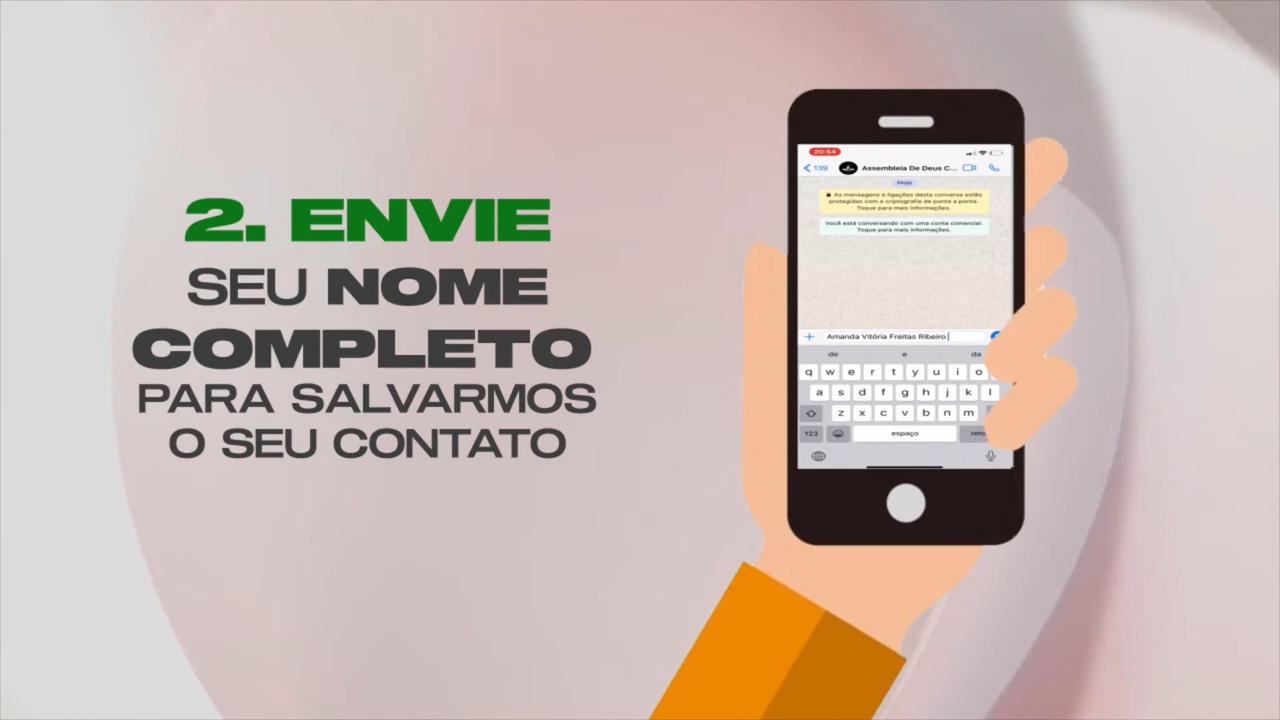 2. ENVIE
SEU NOME
COMPLETO
PARA SALVARMOS
O SEU CONTATO
20:54
139
Assembleia De Deus C...
Hoje
As mensagens e ligações desta conversa estão
protegidas com a criptografia de ponta a ponta.
Toque para mais informações.
Você está conversando com uma conta comercial.
Toque para mais informações.
Amanda Vitória Freitas Ribeiro
de e da
q w e r t y u i o
a s d f g h j k l
z x c v b n m
123 espaço reto